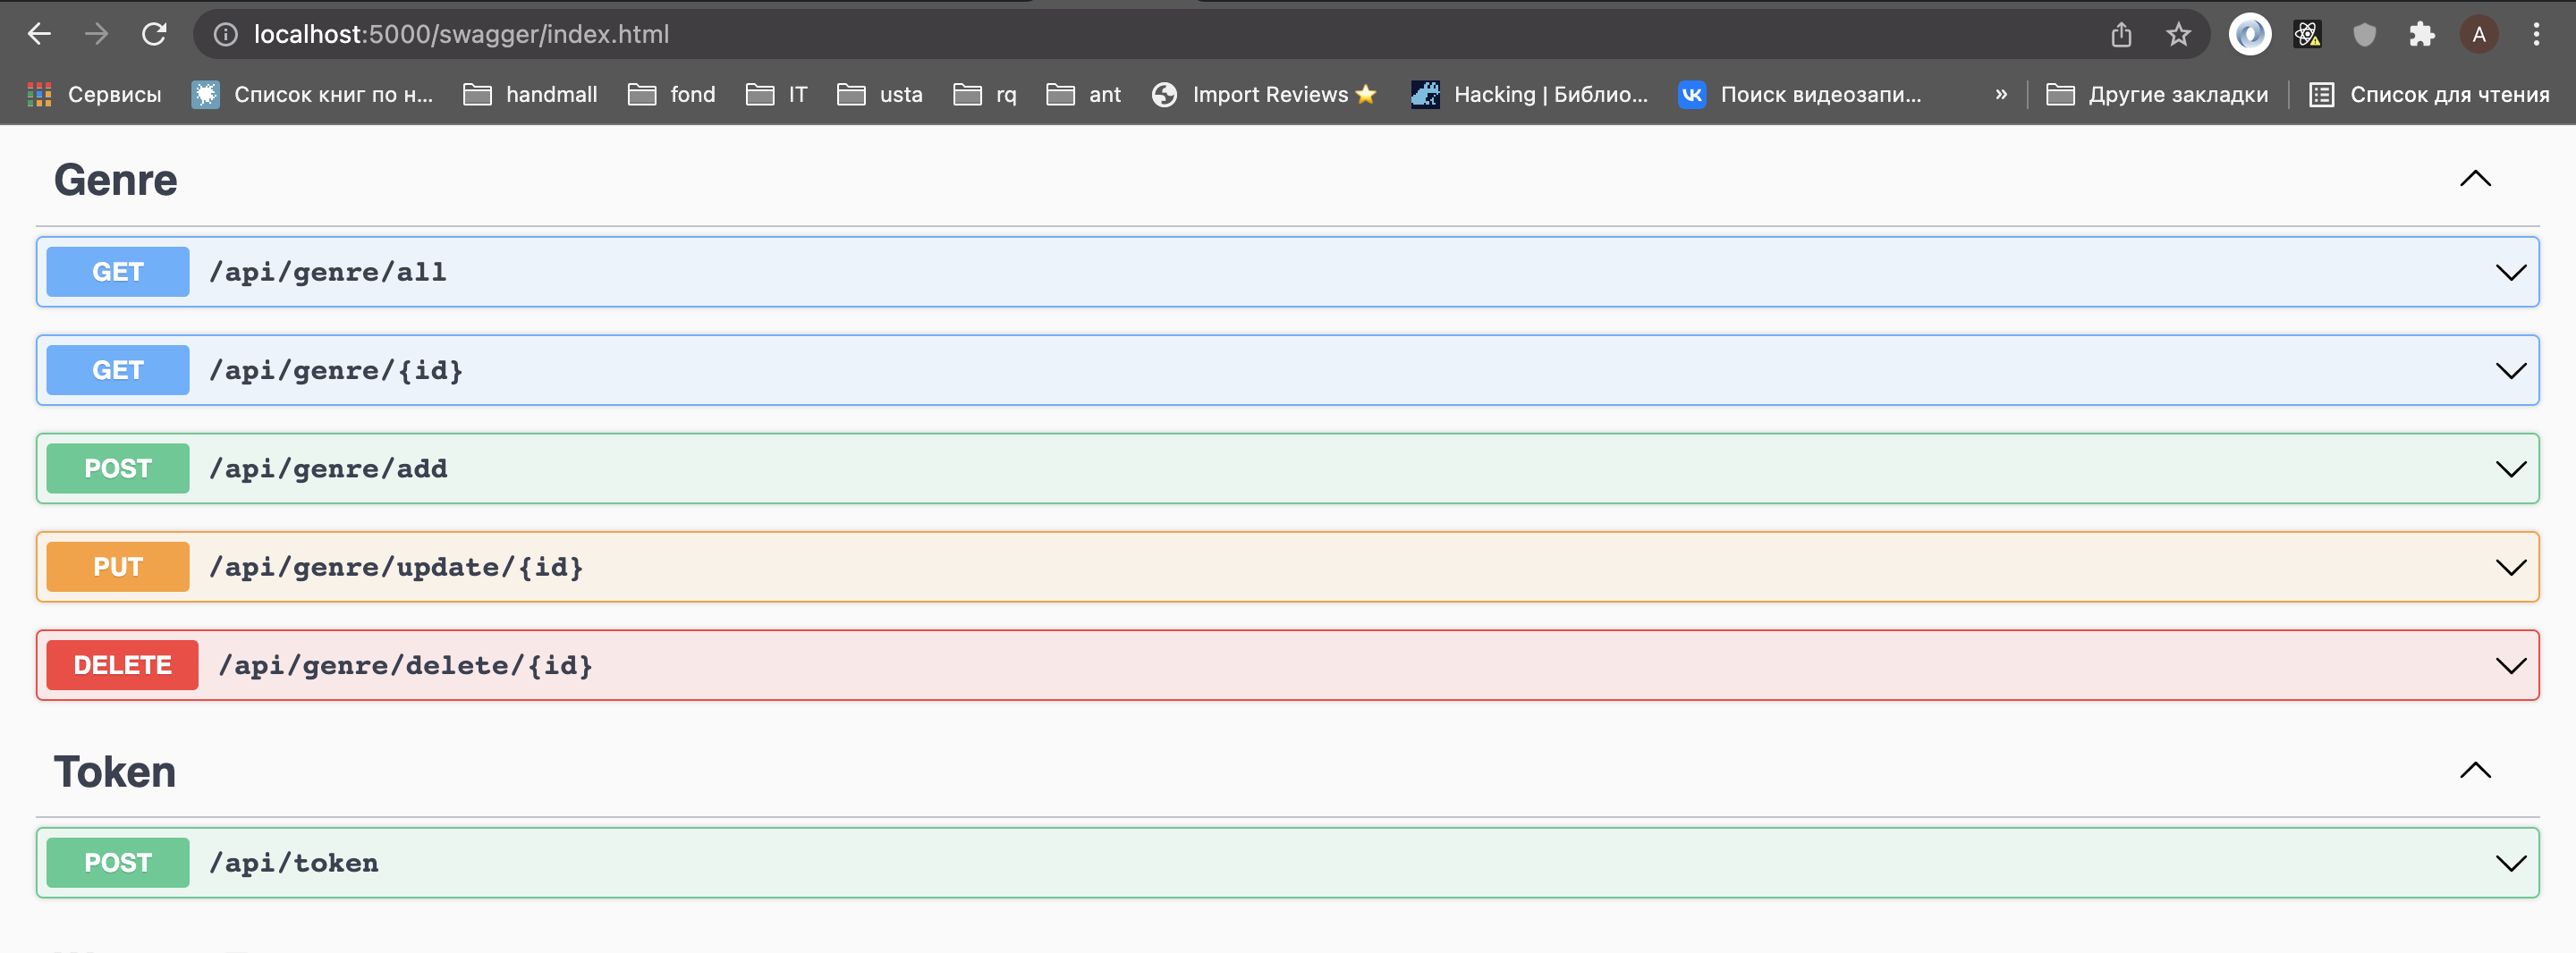 localhost:5000/swagger/index.html
A
Сервисы Список книг по н... handmall fond IT usta rq ant Import Reviews⭐ Hacking | Библио... Поиск видеозапи... » Другие закладки Список для чтения
Genre
GET /api/genre/all
GET /api/genre/{id}
POST /api/genre/add
PUT /api/genre/update/{id}
DELETE /api/genre/delete/{id}
Token
POST /api/token